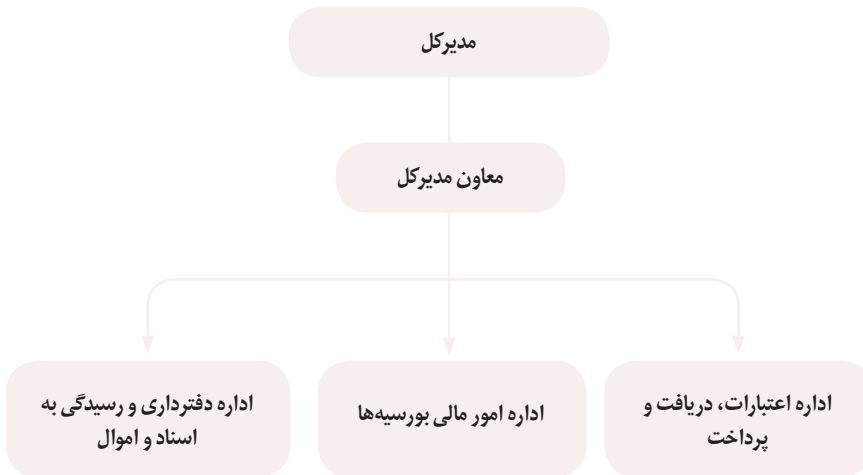 مدیرکل
معاون مدیرکل
اداره اعتبارات، دریافت و
پرداخت
اداره امور مالی بورسیه‌ها
اداره دفترداری و رسیدگی به
اسناد و اموال